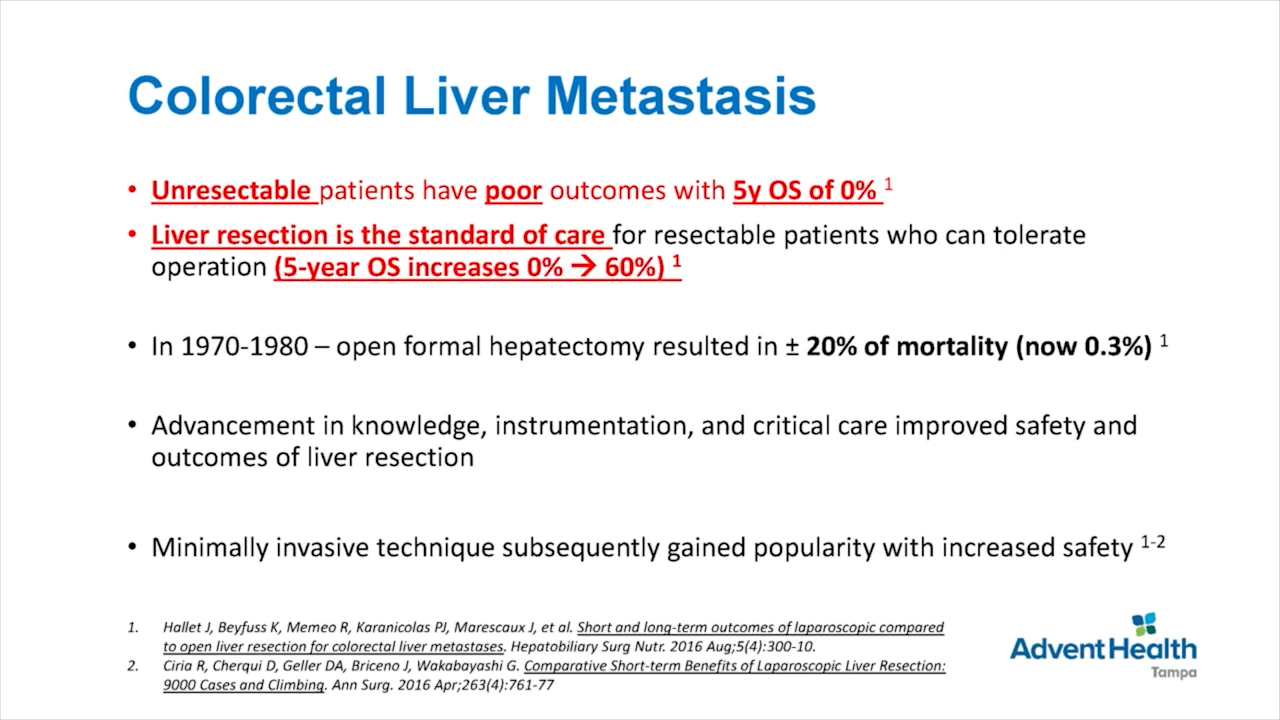 Colorectal Liver Metastasis
• Unresectable patients have poor outcomes with 5y OS of 0% 1
• Liver resection is the standard of care for resectable patients who can tolerate
operation (5-year OS increases 0% → 60%) 1
• In 1970-1980 – open formal hepatectomy resulted in ± 20% of mortality (now 0.3%) 1
• Advancement in knowledge, instrumentation, and critical care improved safety and
outcomes of liver resection
• Minimally invasive technique subsequently gained popularity with increased safety 1-2
1. Hallet J, Beyfuss K, Memeo R, Karanicolas PJ, Marescaux J, et al. Short and long-term outcomes of laparoscopic compared
to open liver resection for colorectal liver metastases. Hepatobiliary Surg Nutr. 2016 Aug;5(4):300-10.
2. Ciria R, Cherqui D, Geller DA, Briceno J, Wakabayashi G. Comparative Short-term Benefits of Laparoscopic Liver Resection:
9000 Cases and Climbing. Ann Surg. 2016 Apr;263(4):761-77
Advent Health
Tampa